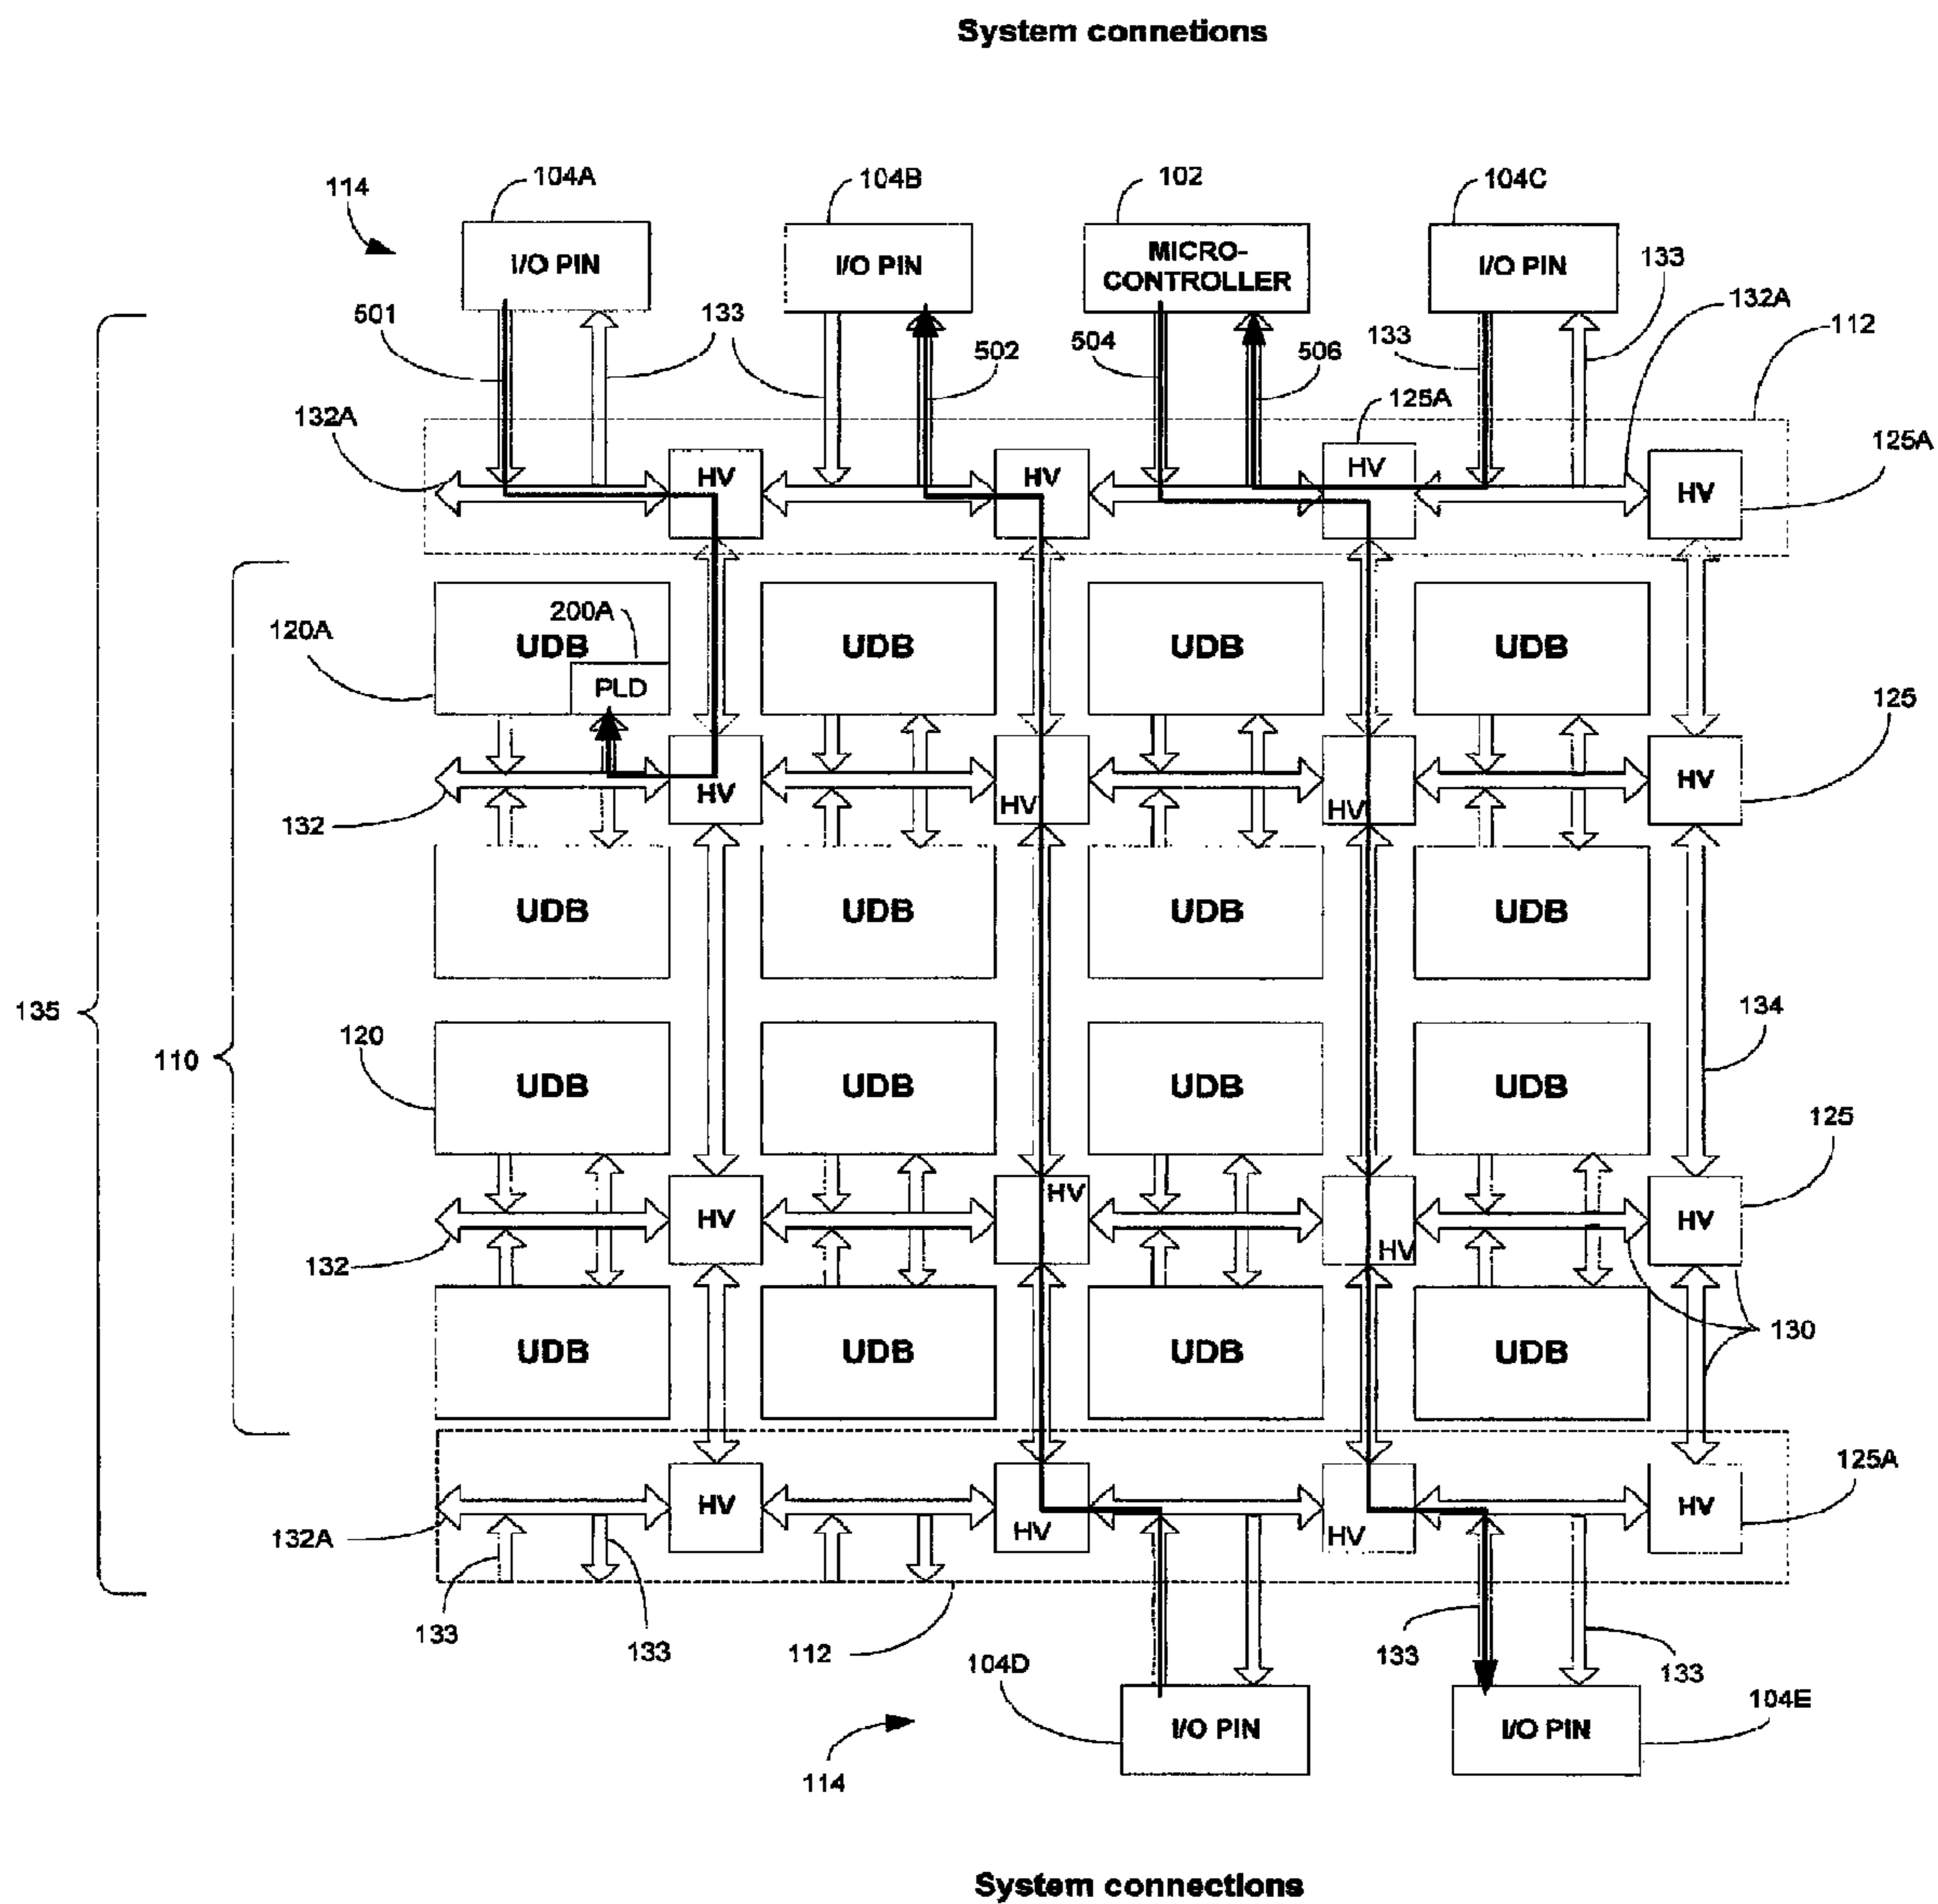 System connetions
114
104A
104B
102
104C
I/O PIN
I/O PIN
MICRO-
CONTROLLER
I/O PIN
133
132A
501
133
502
504
506
133
112
125A
132A
125A
HV
HV
HV
HV
120A
UDB
200A
PLD
UDB
UDB
UDB
125
132
HV
HV
HV
HV
UDB
UDB
UDB
UDB
135
110
134
120
UDB
UDB
UDB
UDB
125
132
HV
HV
HV
HV
130
UDB
UDB
UDB
UDB
125A
132A
HV
HV
HV
HV
133
133
112
104D
133
133
104E
I/O PIN
I/O PIN
114
System connections